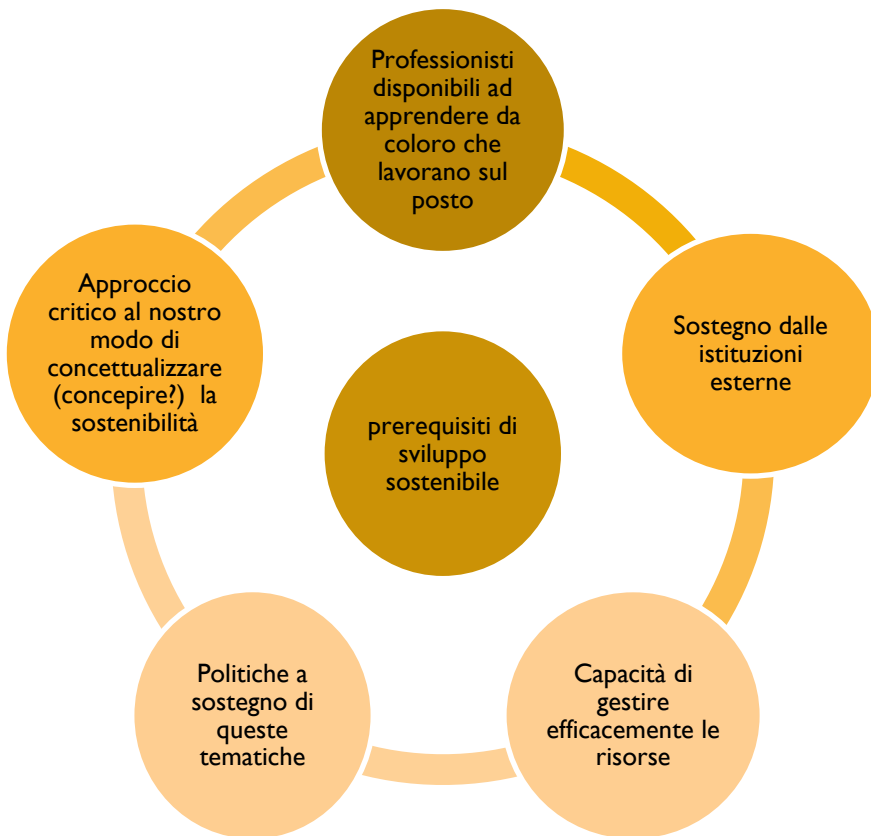 Professionisti
disponibili ad
apprendere da
coloro che
lavorano sul
posto
Sostegno dalle
istituzioni
esterne
Capacità di
gestire
efficacemente le
risorse
Politiche a
sostegno di
queste
tematiche
Approccio
critico al nostro
modo di
concettualizzare
(concepire?)  la
sostenibilità
prerequisiti di
sviluppo
sostenibile